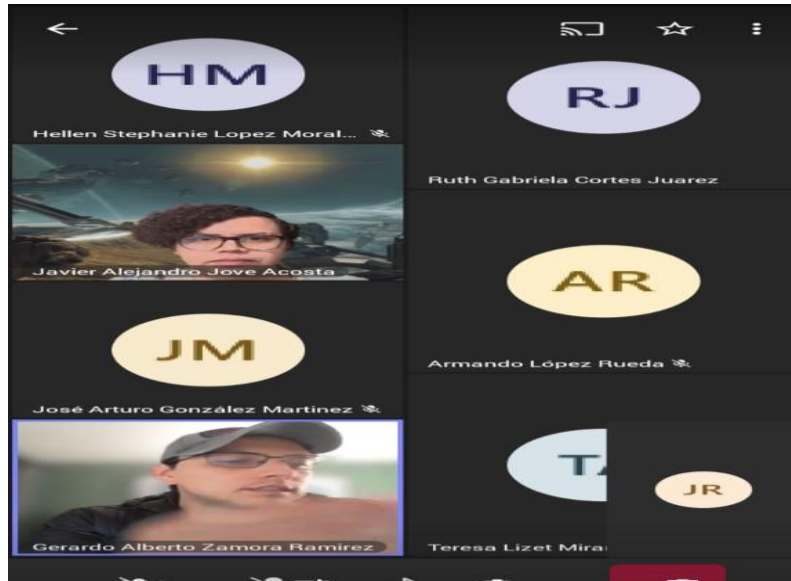 HM
Hellen Stephanie Lopez Moral...
RJ
Ruth Gabriela Cortes Juarez
Javier Alejandro Jove Acosta
AR
Armando López Rueda
JM
José Arturo González Martinez
Gerardo Alberto Zamora Ramirez
TA
Teresa Lizet Mira
JR